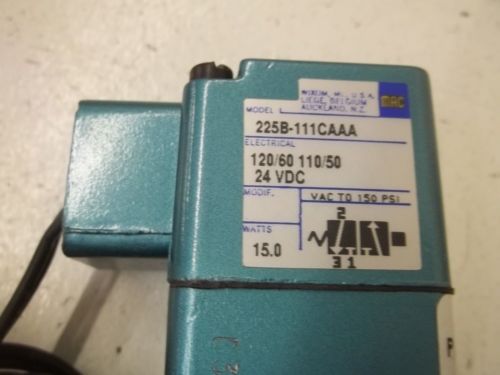 WIXOM, MI., U.S.A.
LIEGE, BELGIUM
AUCKLAND, N.Z.
MAC
MODEL
225B-111CAAA
ELECTRICAL
120/60 110/50
24 VDC
MODIF.
VAC TO 150 PSI
2
WATTS
15.0
3 1
P